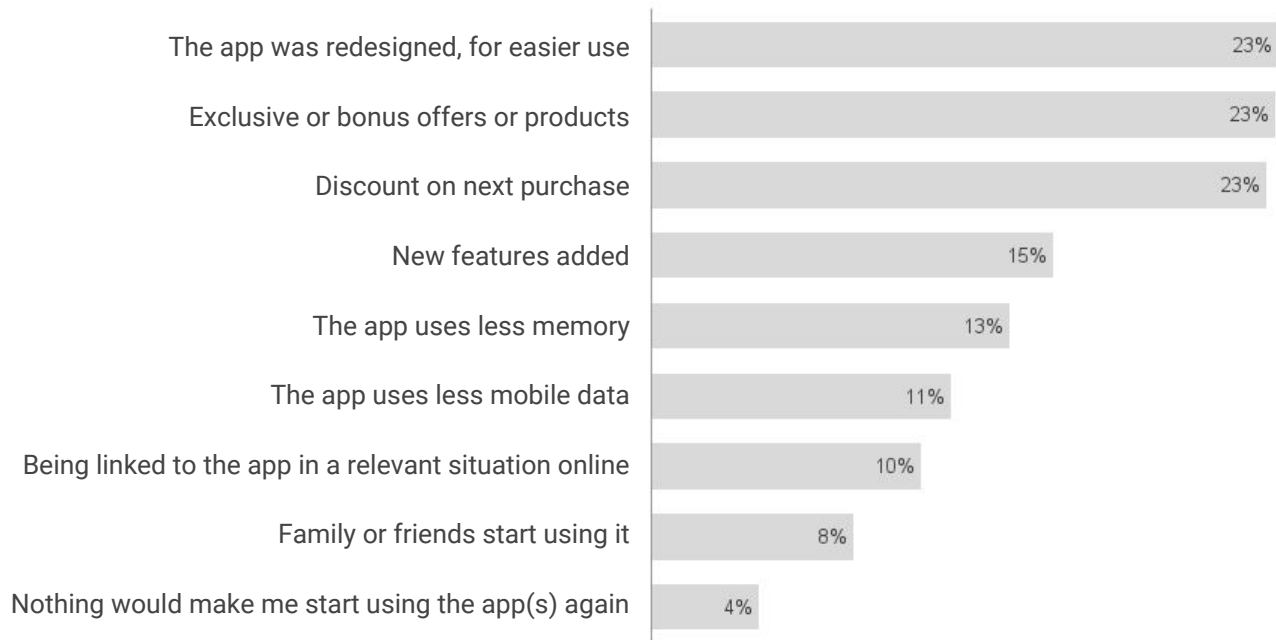 The app was redesigned, for easier use 23%
Exclusive or bonus offers or products 23%
Discount on next purchase 23%
New features added 15%
The app uses less memory 13%
The app uses less mobile data 11%
Being linked to the app in a relevant situation online 10%
Family or friends start using it 8%
Nothing would make me start using the app(s) again 4%